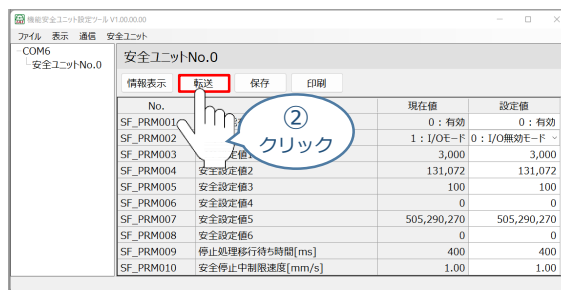 機能安全ユニット設定ツール V1.00.00.00
ファイル 表示 通信 安全ユニット
COM6
安全ユニットNo.0
安全ユニットNo.0
情報表示 転送 保存 印刷
No. 現在値 設定値
SF_PRM001 0：有効 0：有効
SF_PRM002 1：I/Oモード 0：I/O無効モード
SF_PRM003 3,000 3,000
SF_PRM004 安全設定値2 131,072 131,072
SF_PRM005 安全設定値3 100 100
SF_PRM006 安全設定値4 0 0
SF_PRM007 安全設定値5 505,290,270 505,290,270
SF_PRM008 安全設定値6 0 0
SF_PRM009 停止処理移行待ち時間[ms] 400 400
SF_PRM010 安全停止中制限速度[mm/s] 1.00 1.00
②
クリック